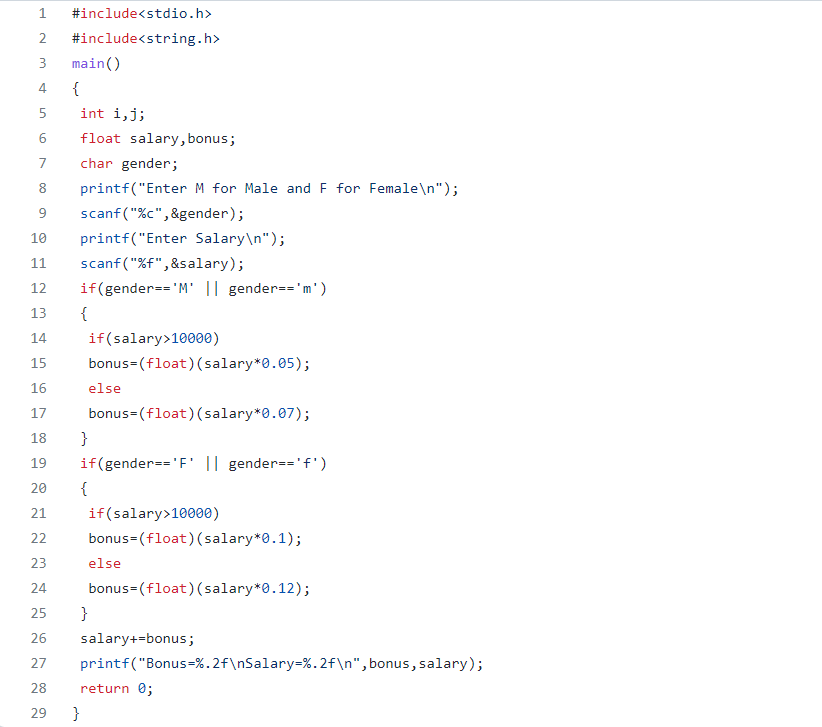 1 #include<stdio.h>
2 #include<string.h>
3 main()
4 {
5 int i,j;
6 float salary,bonus;
7 char gender;
8 printf("Enter M for Male and F for Female\n");
9 scanf("%c",&gender);
10 printf("Enter Salary\n");
11 scanf("%f",&salary);
12 if(gender=='M' || gender=='m')
13 {
14 if(salary>10000)
15 bonus=(float)(salary*0.05);
16 else
17 bonus=(float)(salary*0.07);
18 }
19 if(gender=='F' || gender=='f')
20 {
21 if(salary>10000)
22 bonus=(float)(salary*0.1);
23 else
24 bonus=(float)(salary*0.12);
25 }
26 salary+=bonus;
27 printf("Bonus=%.2f\nSalary=%.2f\n",bonus,salary);
28 return 0;
29 }